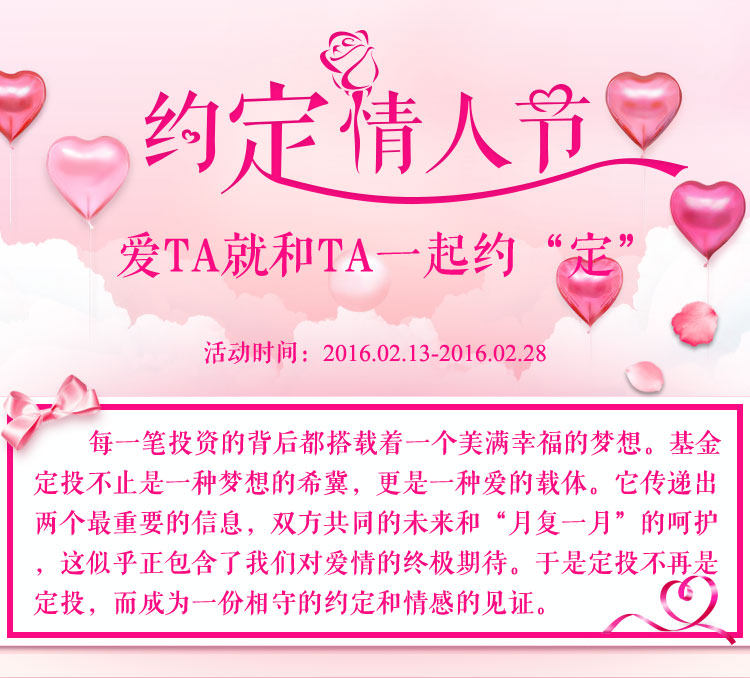 约定情人节
爱TA就和TA一起约“定”
活动时间：2016.02.13-2016.02.28
每一笔投资的背后都搭载着一个美满幸福的梦想。基金
定投不止是一种梦想的希冀，更是一种爱的载体。它传递出
两个最重要的信息，双方共同的未来和“月复一月”的呵护
，这似乎正包含了我们对爱情的终极期待。于是定投不再是
定投，而成为一份相守的约定和情感的见证。